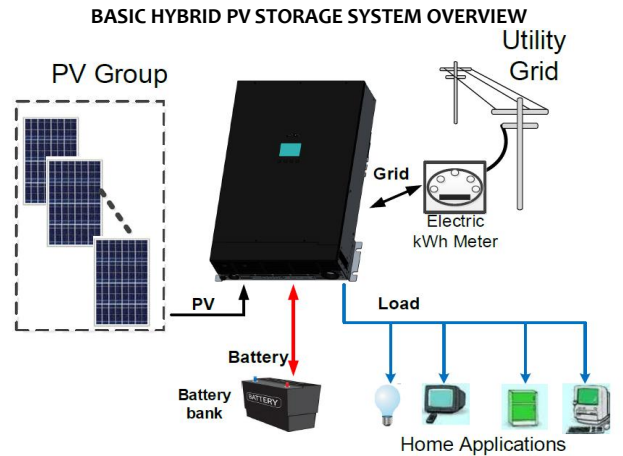 BASIC HYBRID PV STORAGE SYSTEM OVERVIEW
Utility
Grid
PV Group
Grid
Electric
kWh Meter
PV
Load
Battery
Battery
bank
BATTERY
Home Applications